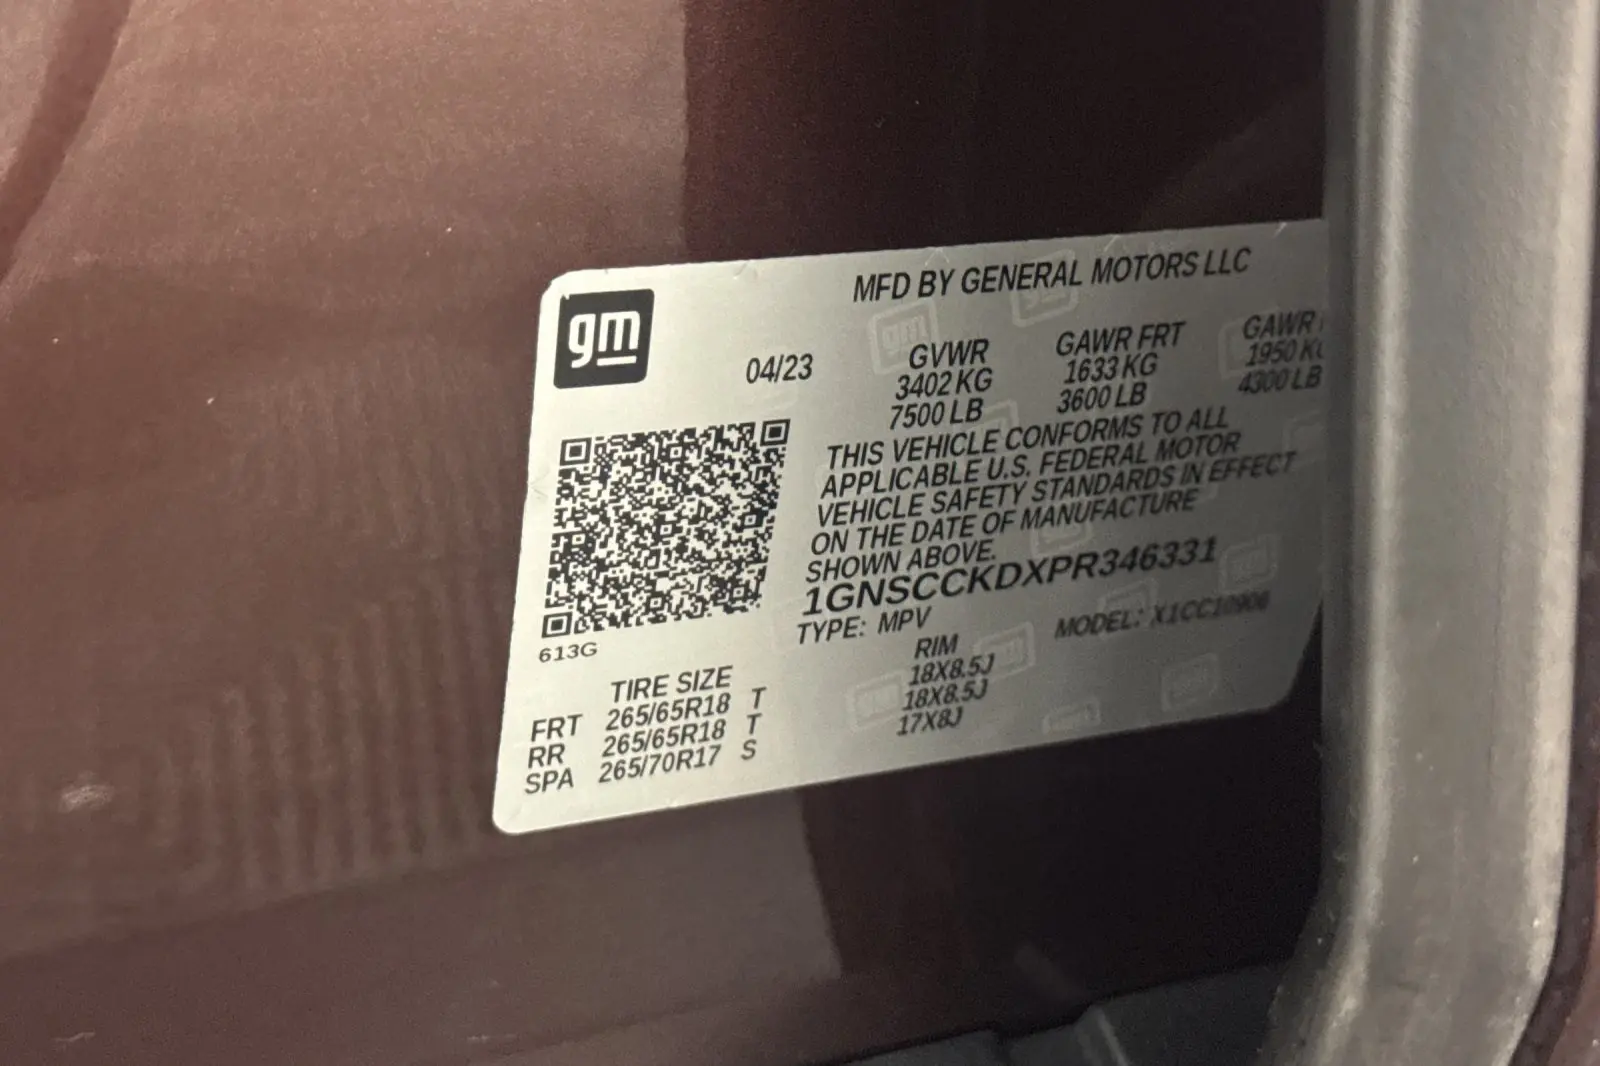 MFD BY GENERAL MOTORS LLC
gm
04/23
GVWR GAWR FRT GAWR
3402 KG 1633 KG 1950
7500 LB 3600 LB 4300 LB
THIS VEHICLE CONFORMS TO ALL
APPLICABLE U.S. FEDERAL MOTOR
VEHICLE SAFETY STANDARDS IN EFFECT
ON THE DATE OF MANUFACTURE
SHOWN ABOVE.
1GNSCCKDXPR346331
TYPE: MPV MODEL: X1CC10906
613G
TIRE SIZE RIM
FRT 265/65R18 T 18X8.5J
RR 265/65R18 T 18X8.5J
SPA 265/70R17 S 17X8J